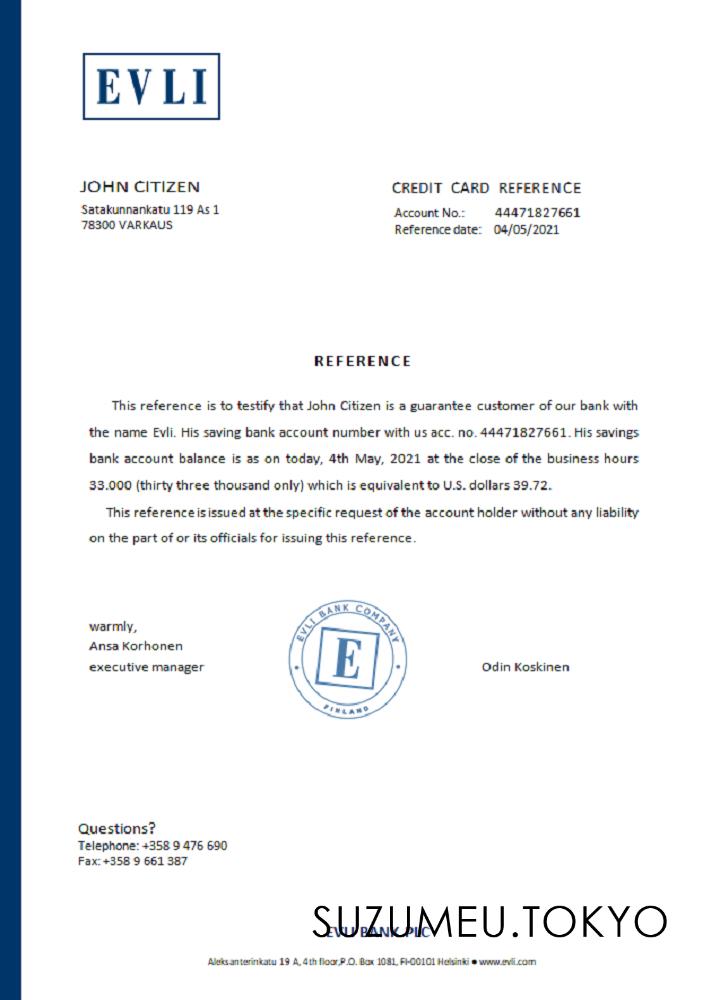 EVLI
JOHN CITIZEN
Satakunnankatu 119 As 1
78300 VARKAUS
CREDIT CARD REFERENCE
Account No.: 44471827661
Reference date: 04/05/2021
REFERENCE
This reference is to testify that John Citizen is a guarantee customer of our bank with
the name Evli. His saving bank account number with us acc. no. 44471827661. His savings
bank account balance is as on today, 4th May, 2021 at the close of the business hours
33.000 (thirty three thousand only) which is equivalent to U.S. dollars 39.72.
This reference is issued at the specific request of the account holder without any liability
on the part of or its officials for issuing this reference.
warmly,
Ansa Korhonen
executive manager
EVLI BANK COMPANY
E
FINLAND
Odin Koskinen
Questions?
Telephone: +358 9 476 690
Fax: +358 9 661 387
SUZUMEU.TOKYO
EVLI BANK PLC
Aleksanterinkatu 19 A, 4th floor,P.O. Box 1081, FI-00101 Helsinki ● www.evli.com